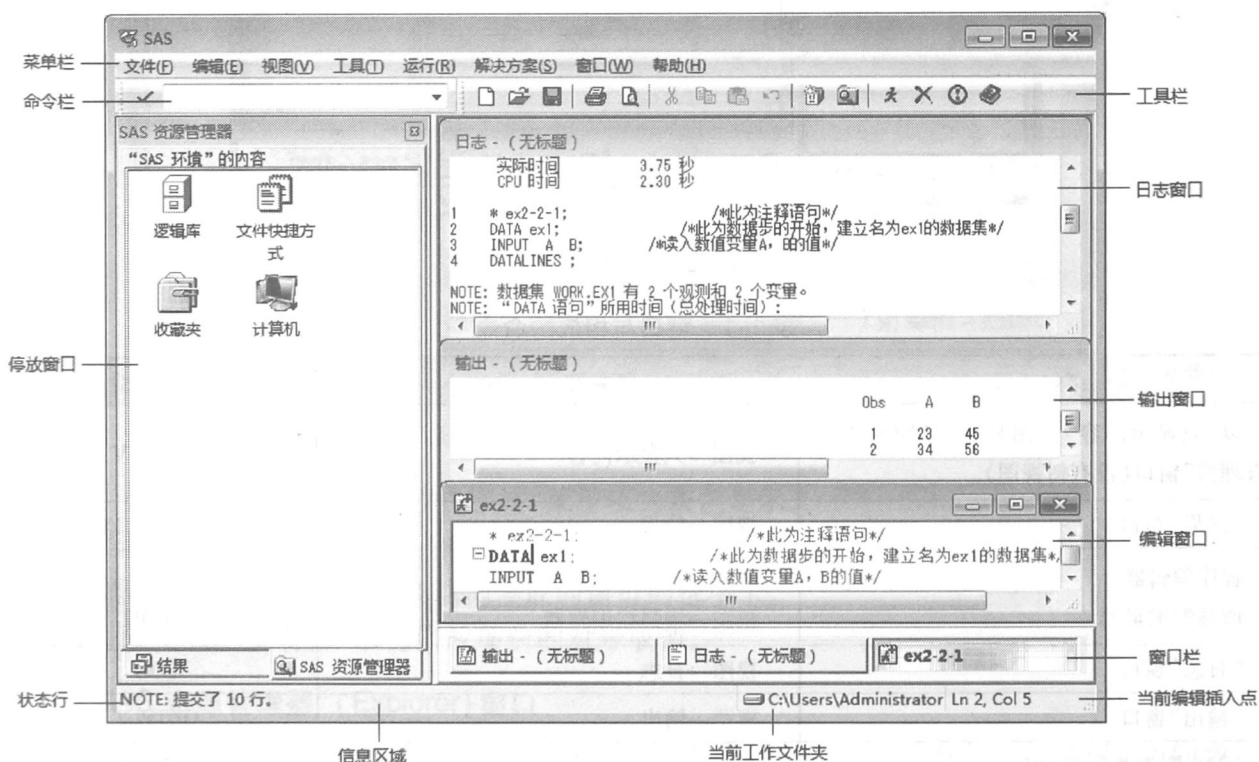 SAS
菜单栏
文件(F) 编辑(E) 视图(V) 工具(T) 运行(R) 解决方案(S) 窗口(W) 帮助(H)
命令栏
工具栏
SAS 资源管理器
“SAS 环境”的内容
逻辑库
文件快捷方式
收藏夹
计算机
停放窗口
结果
SAS 资源管理器
日志 - (无标题)
实际时间 3.75 秒
CPU 时间 2.30 秒
1 * ex2-2-1; /*此为注释语句*/
2 DATA ex1; /*此为数据步的开始，建立名为ex1的数据集*/
3 INPUT A B; /*读入数值变量A，B的值*/
4 DATALINES ;
NOTE: 数据集 WORK.EX1 有 2 个观测和 2 个变量。
NOTE: “DATA 语句”所用时间（总处理时间）:
日志窗口
输出 - (无标题)
Obs A B
1 23 45
2 34 56
输出窗口
ex2-2-1
* ex2-2-1; /*此为注释语句*/
DATA ex1; /*此为数据步的开始，建立名为ex1的数据集*/
INPUT A B; /*读入数值变量A，B的值*/
编辑窗口
输出 - (无标题)
日志 - (无标题)
ex2-2-1
窗口栏
状态行
NOTE: 提交了 10 行。
C:\Users\Administrator
Ln 2, Col 5
当前编辑插入点
信息区域
当前工作文件夹